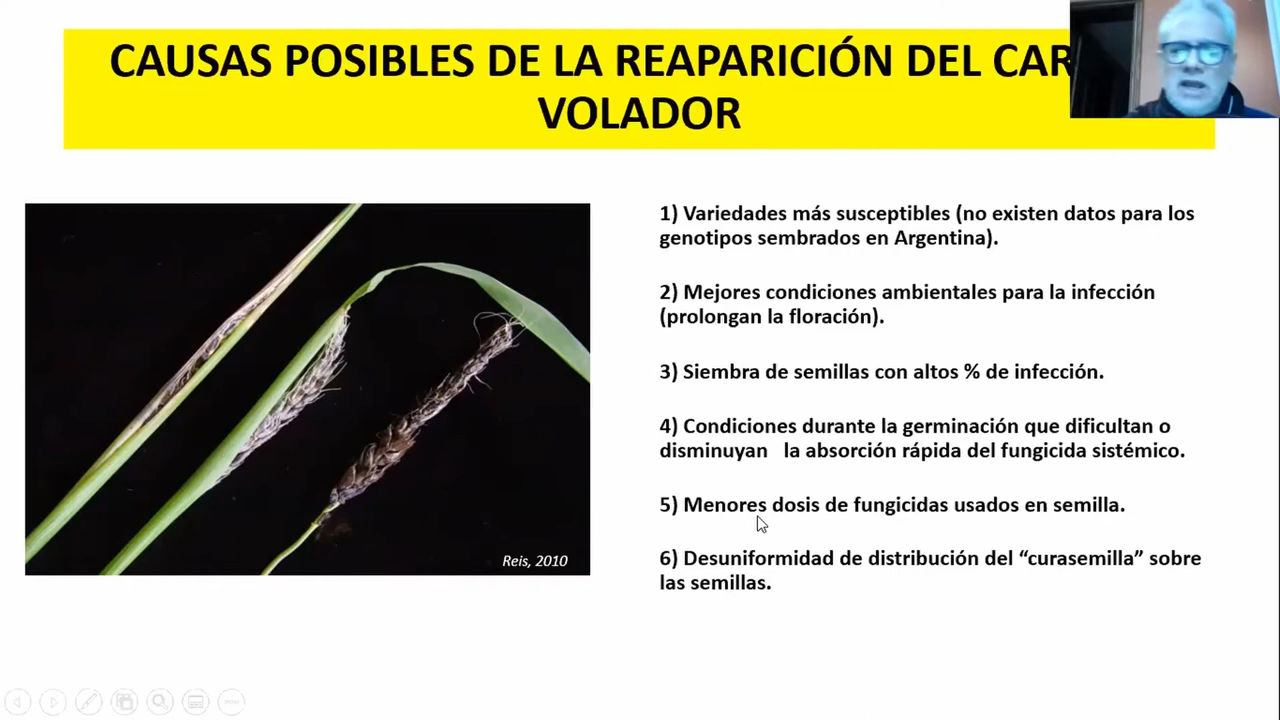 CAUSAS POSIBLES DE LA REAPARICIÓN DEL
VOLADOR
1) Variedades más susceptibles (no existen datos para los
genotipos sembrados en Argentina).
2) Mejores condiciones ambientales para la infección
(prolongan la floración).
3) Siembra de semillas con altos % de infección.
4) Condiciones durante la germinación que dificultan o
disminuyan   la absorción rápida del fungicida sistémico.
5) Menores dosis de fungicidas usados en semilla.
6) Desuniformidad de distribución del “curasemilla” sobre
las semillas.
Reis, 2010